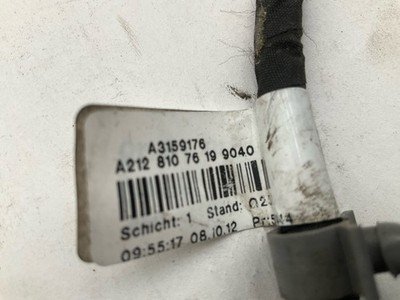 A3159176
A212 810 76 19 9040
Schicht: 1 Stand:
09:55:17 08.10.12